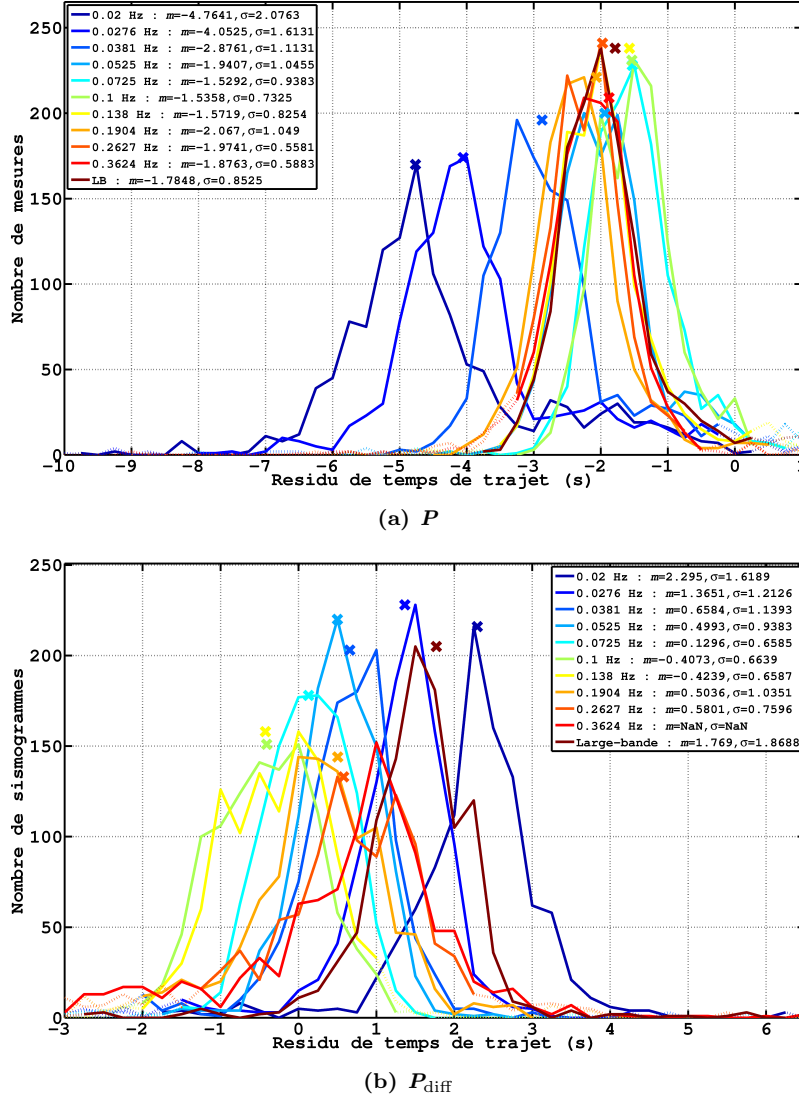 250
200
150
100
50
0
Nombre de mesures
0.02 Hz : m=-4.7641,σ=2.0763
0.0276 Hz : m=-4.0525,σ=1.6131
0.0381 Hz : m=-2.8761,σ=1.1131
0.0525 Hz : m=-1.9407,σ=1.0455
0.0725 Hz : m=-1.5292,σ=0.9383
0.1 Hz : m=-1.5358,σ=0.7325
0.138 Hz : m=-1.5719,σ=0.8254
0.1904 Hz : m=-2.067,σ=1.049
0.2627 Hz : m=-1.9741,σ=0.5581
0.3624 Hz : m=-1.8763,σ=0.5883
LB : m=-1.7848,σ=0.8525
-10 -9 -8 -7 -6 -5 -4 -3 -2 -1 0 1
Residu de temps de trajet (s)
(a) P
250
200
150
100
50
0
Nombre de sismogrammes
0.02 Hz : m=2.295,σ=1.6189
0.0276 Hz : m=1.3651,σ=1.2126
0.0381 Hz : m=0.6584,σ=1.1393
0.0525 Hz : m=0.4993,σ=0.9383
0.0725 Hz : m=0.1296,σ=0.6585
0.1 Hz : m=-0.4073,σ=0.6639
0.138 Hz : m=-0.4239,σ=0.6587
0.1904 Hz : m=0.5036,σ=1.0351
0.2627 Hz : m=0.5801,σ=0.7596
0.3624 Hz : m=NaN,σ=NaN
Large-bande : m=1.769,σ=1.8688
-3 -2 -1 0 1 2 3 4 5 6
Residu de temps de trajet (s)
(b) Pdiff